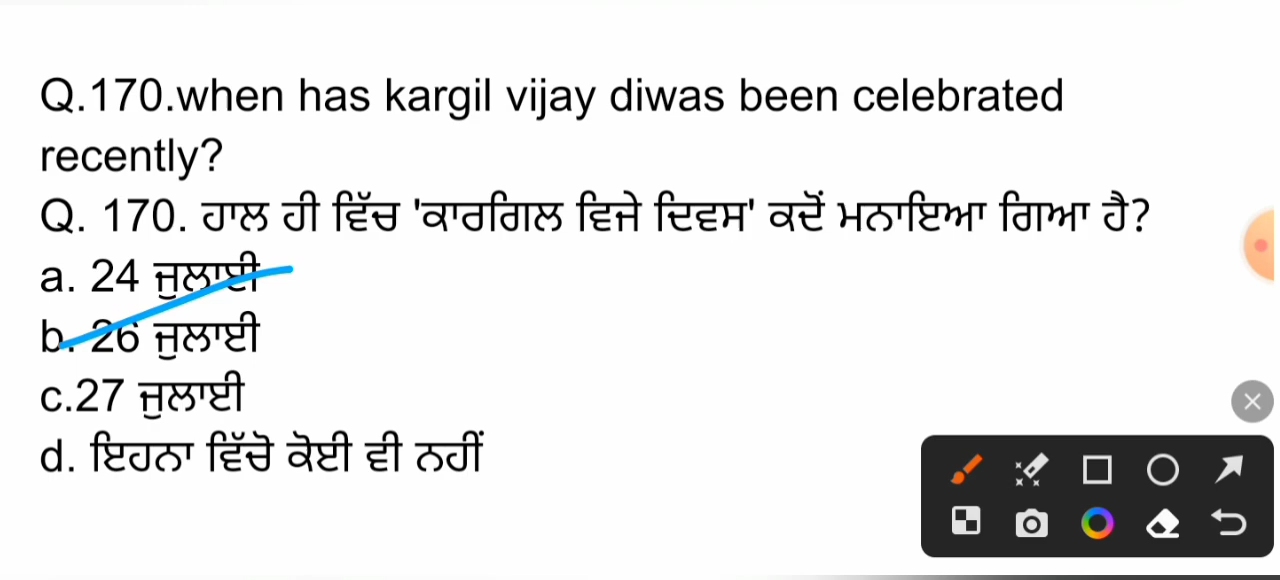 Q.170.when has kargil vijay diwas been celebrated
recently?
Q. 170. ਹਾਲ ਹੀ ਵਿੱਚ 'ਕਾਰਗਿਲ ਵਿਜੇ ਦਿਵਸ' ਕਦੋਂ ਮਨਾਇਆ ਗਿਆ ਹੈ?
a. 24 ਜੁਲਾਈ
b. 26 ਜੁਲਾਈ
c.27 ਜੁਲਾਈ
d. ਇਹਨਾ ਵਿੱਚੋ ਕੋਈ ਵੀ ਨਹੀਂ